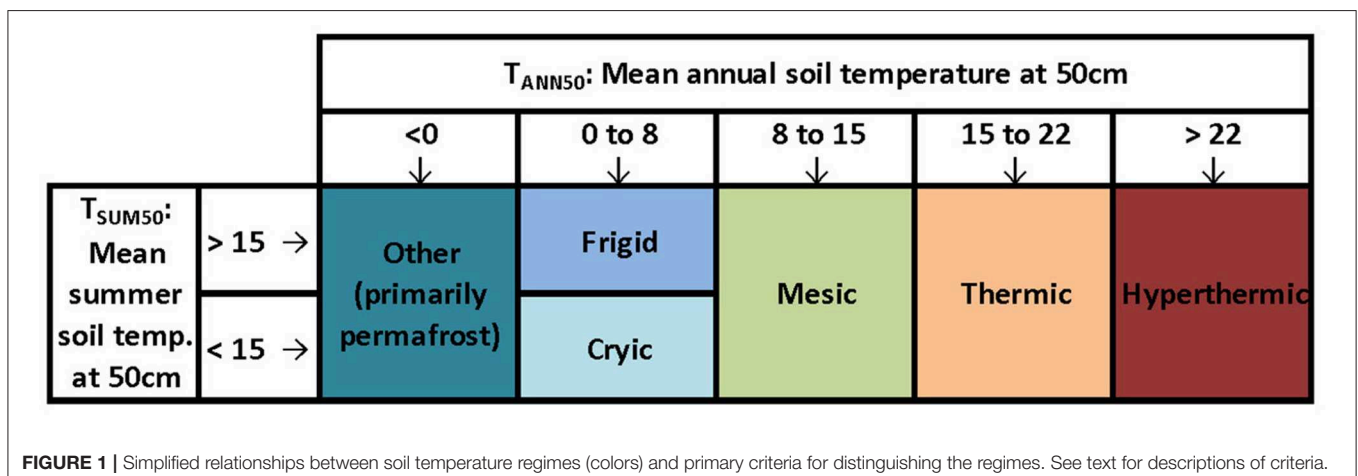 T_ANN50: Mean annual soil temperature at 50cm
<0
0 to 8
8 to 15
15 to 22
> 22
↓ ↓ ↓ ↓ ↓
T_SUM50:
Mean
summer
soil temp.
at 50cm
> 15 →
< 15 →
Other
(primarily
permafrost)
Frigid
Cryic
Mesic
Thermic
Hyperthermic
FIGURE 1 | Simplified relationships between soil temperature regimes (colors) and primary criteria for distinguishing the regimes. See text for descriptions of criteria.